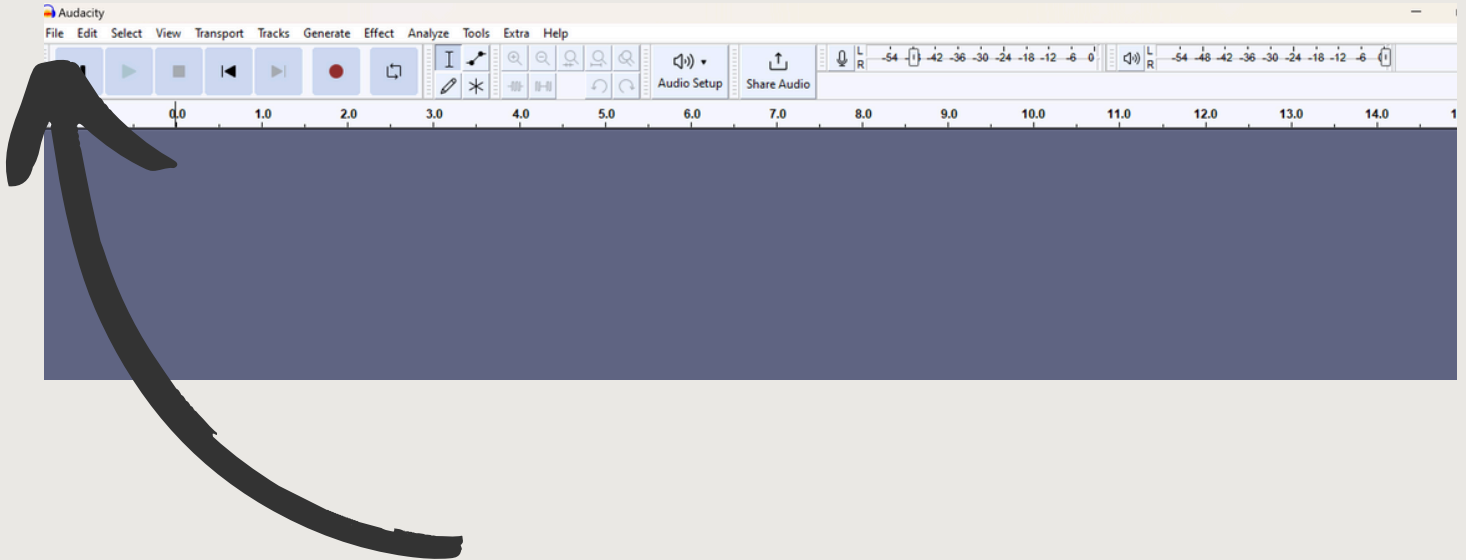 Audacity
File Edit Select View Transport Tracks Generate Effect Analyze Tools Extra Help
L -54 -42 -36 -30 -24 -18 -12 -6 0 L -54 -48 -42 -36 -30 -24 -18 -12 -6
R R
Audio Setup Share Audio
0.0 1.0 2.0 3.0 4.0 5.0 6.0 7.0 8.0 9.0 10.0 11.0 12.0 13.0 14.0 1